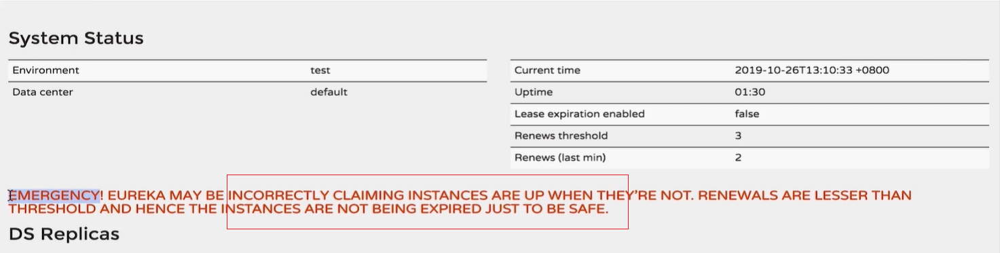 System Status
Environment test
Data center default
Current time 2019-10-26T13:10:33 +0800
Uptime 01:30
Lease expiration enabled false
Renews threshold 3
Renews (last min) 2
EMERGENCY! EUREKA MAY BE INCORRECTLY CLAIMING INSTANCES ARE UP WHEN THEY'RE NOT. RENEWALS ARE LESSER THAN
THRESHOLD AND HENCE THE INSTANCES ARE NOT BEING EXPIRED JUST TO BE SAFE.
DS Replicas